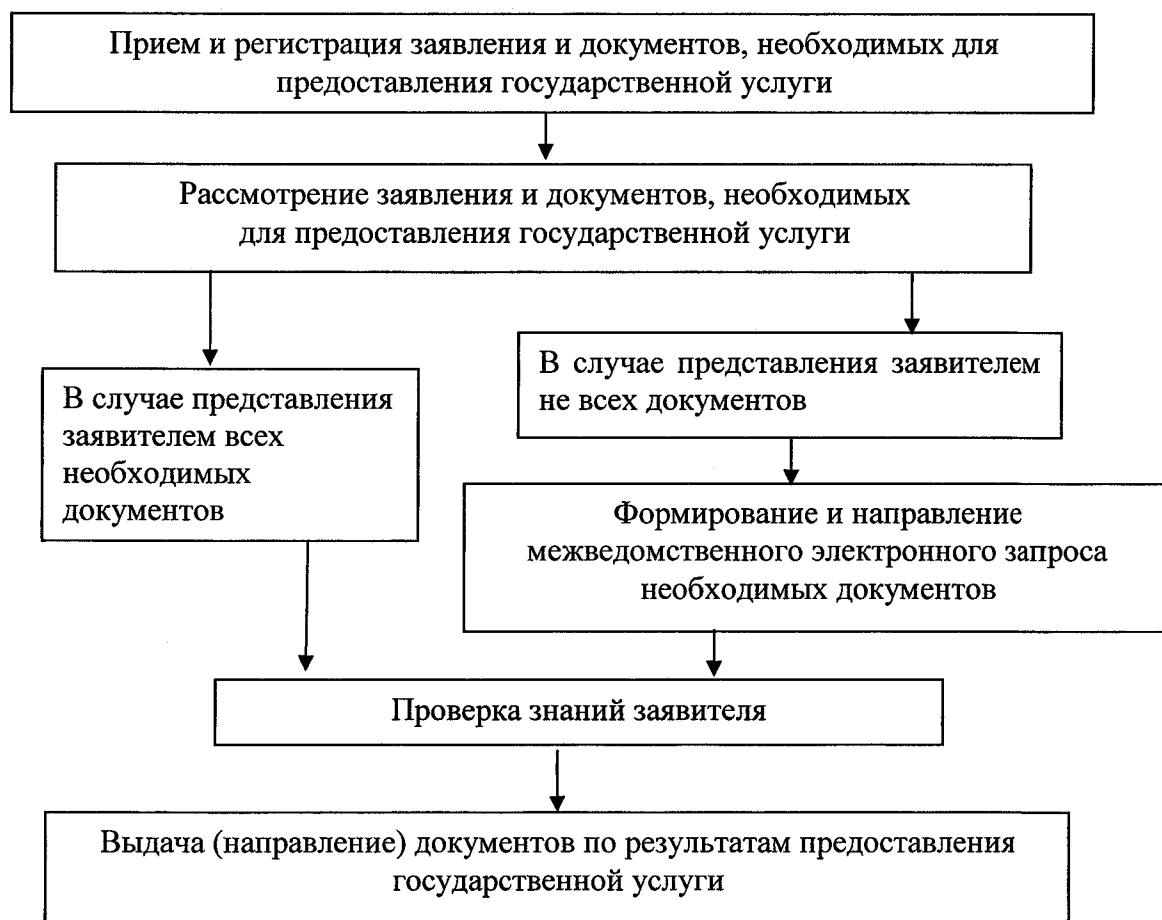 Прием и регистрация заявления и документов, необходимых для
предоставления государственной услуги
Рассмотрение заявления и документов, необходимых
для предоставления государственной услуги
В случае представления заявителем
не всех документов
В случае представления
заявителем всех
необходимых
документов
Формирование и направление
межведомственного электронного запроса
необходимых документов
Проверка знаний заявителя
Выдача (направление) документов по результатам предоставления
государственной услуги